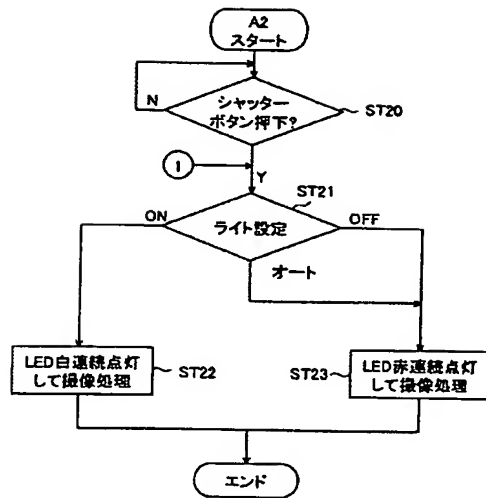 A2
スタート
N
シャッター
ボタン押下?
ST20
1
Y
ST21
ON
ライト設定
OFF
オート
LED白連続点灯
して撮像処理
ST22
ST23
LED赤連続点灯
して撮像処理
エンド